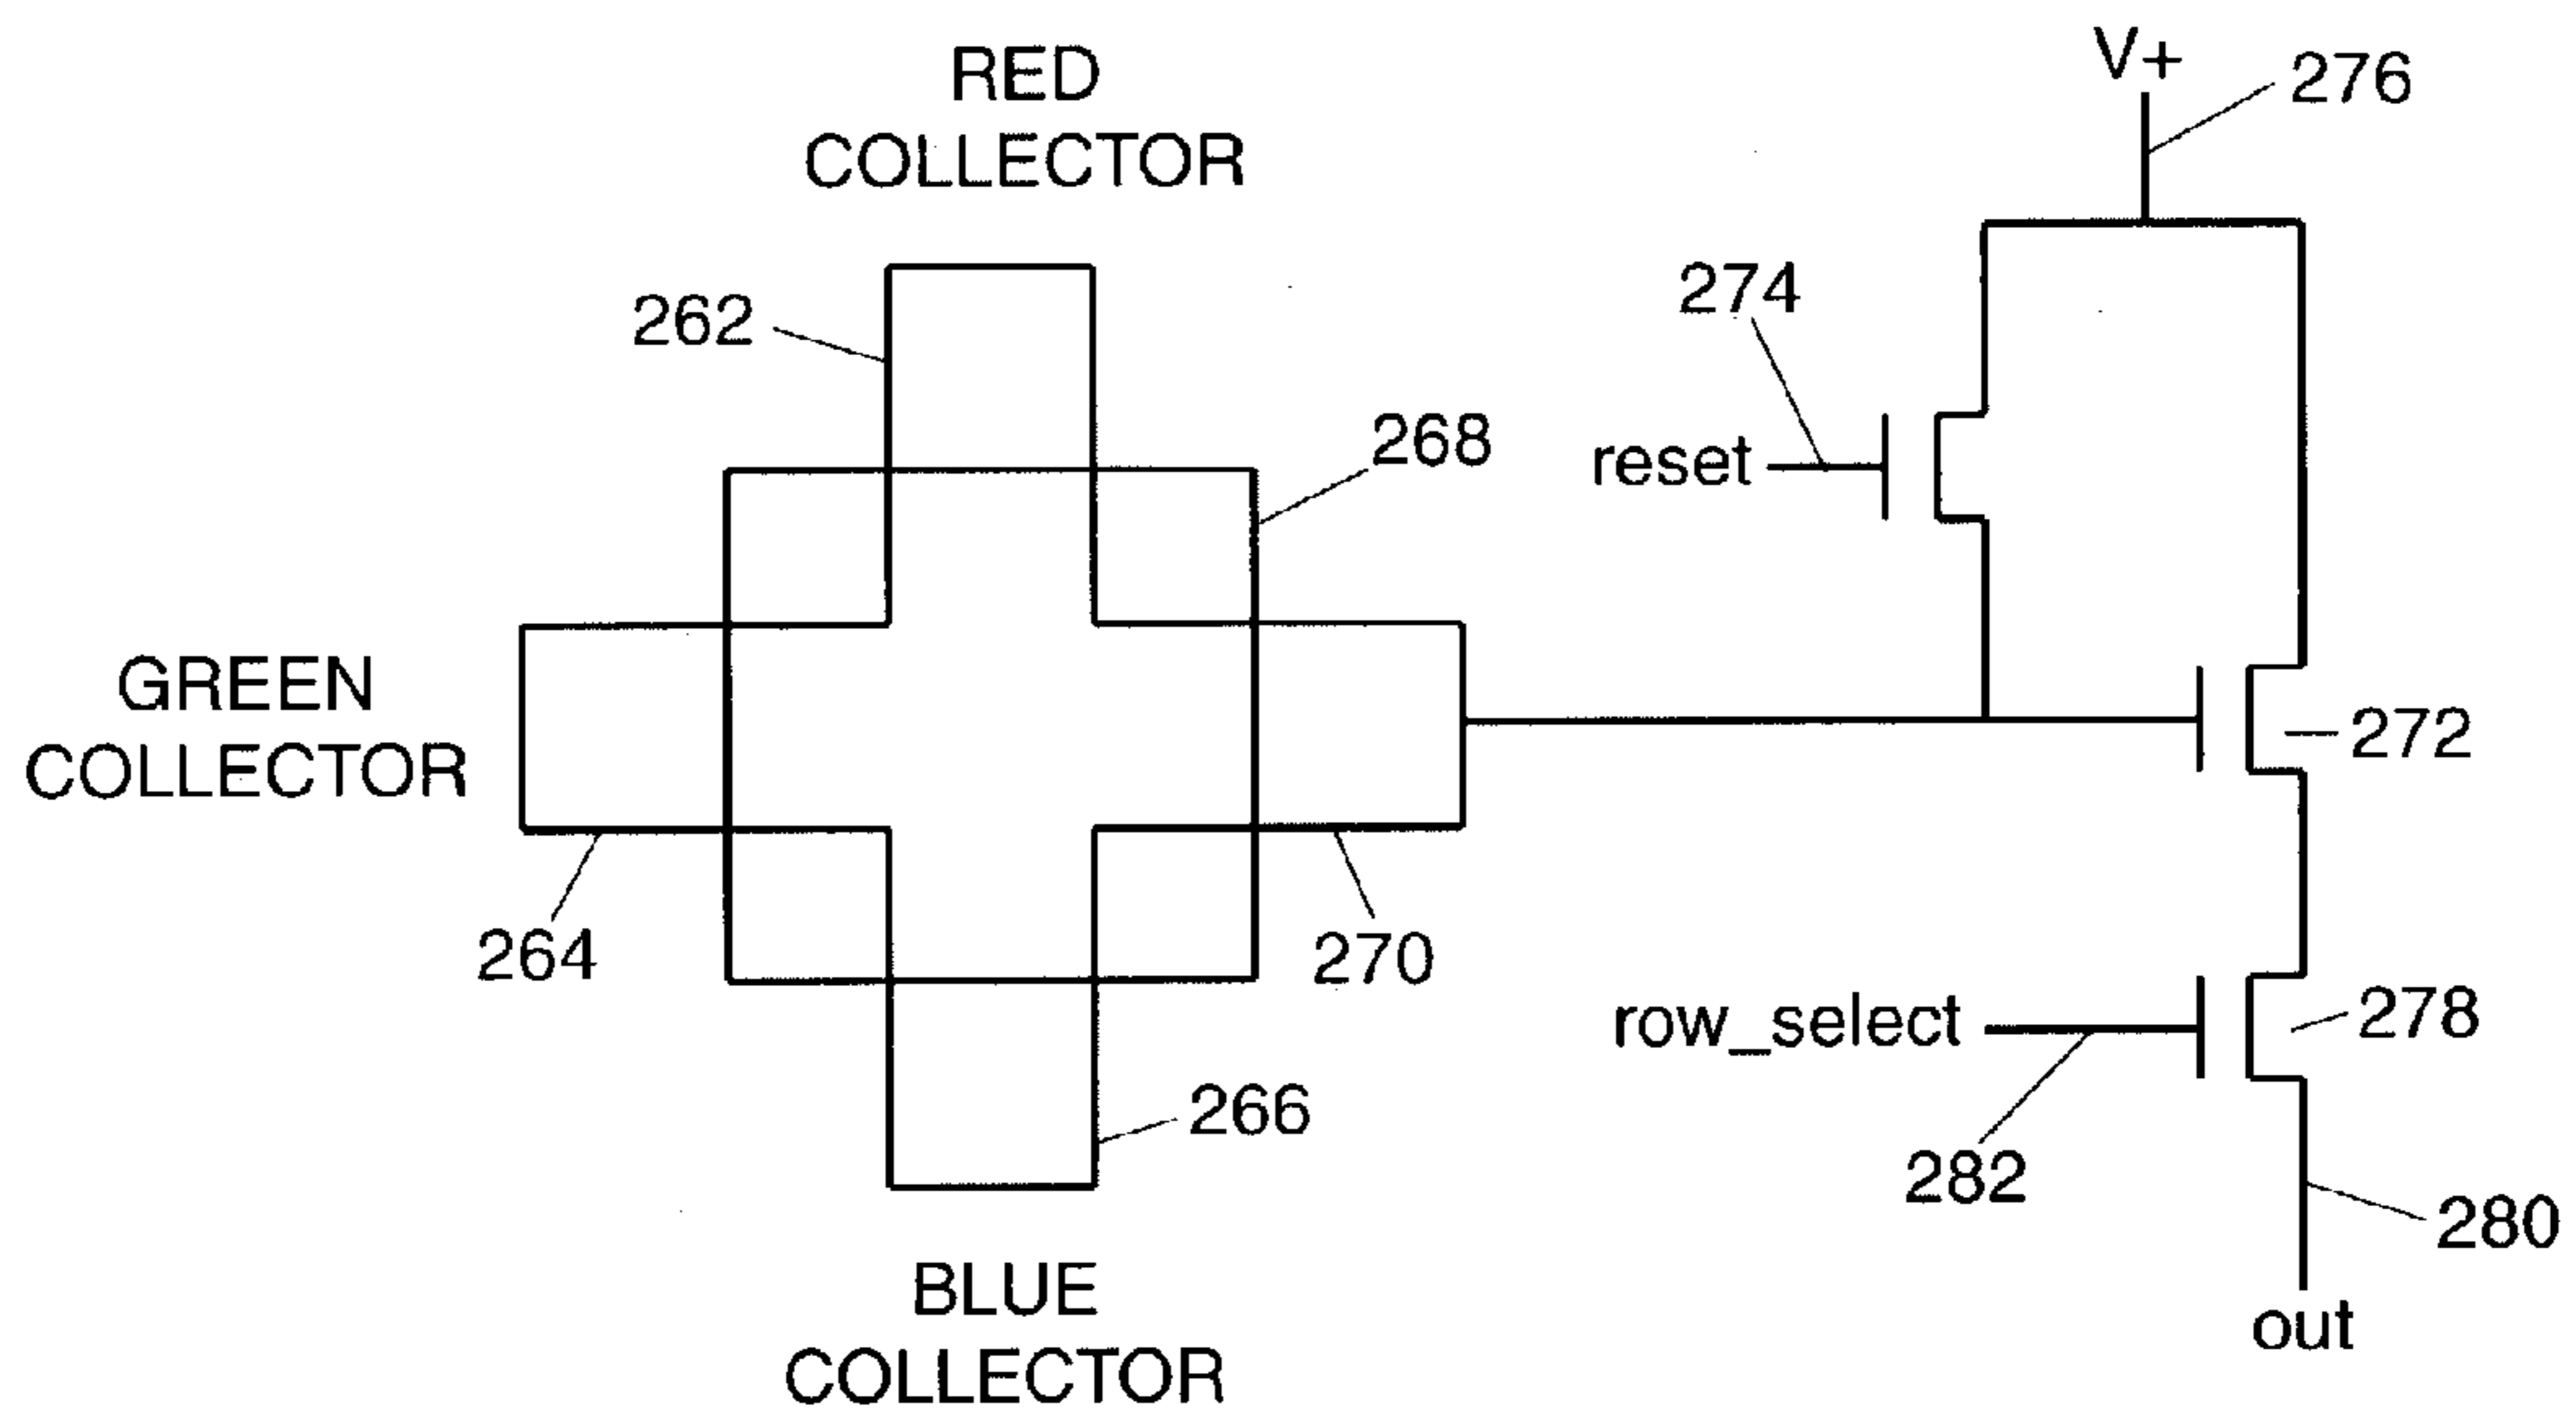 RED
COLLECTOR
V+
276
262
274
268
reset
GREEN
COLLECTOR
272
264
270
row_select
278
266
282
280
BLUE
COLLECTOR
out